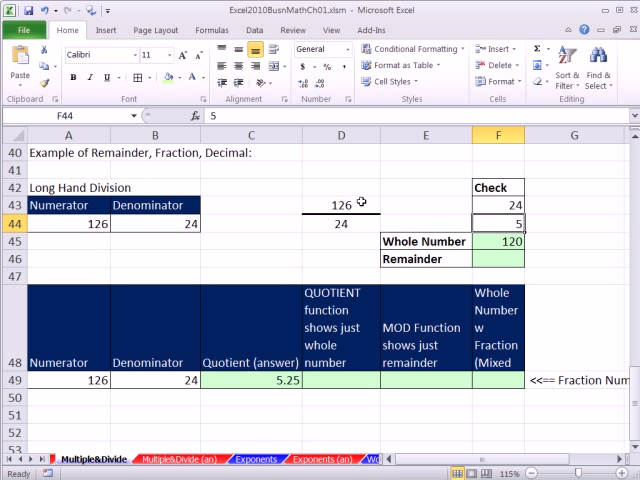 Excel2010BusnMathCh01.xlsm - Microsoft Excel
File Home Insert Page Layout Formulas Data Review View Add-Ins
Paste
Calibri 11
B I U
General
$ % ,
Conditional Formatting
Format as Table
Cell Styles
Insert
Delete
Format
Sort & Filter
Find & Select
Clipboard Font Alignment Number Styles Cells Editing
F44 fx 5
A B C D E F G
40 Example of Remainder, Fraction, Decimal:
41
42 Long Hand Division Check
43 Numerator Denominator 126 24
44 126 24 24 5
45 Whole Number 120
46 Remainder
47
48 Numerator Denominator Quotient (answer)
QUOTIENT
function
shows just
whole
number
MOD Function
shows just
remainder
Whole
Number
w
Fraction
(Mixed
49 126 24 5.25 <<== Fraction Num
50
51
52
53
Multiple&Divide Multiple&Divide (an) Exponents Exponents (an) Wo
Ready 115%